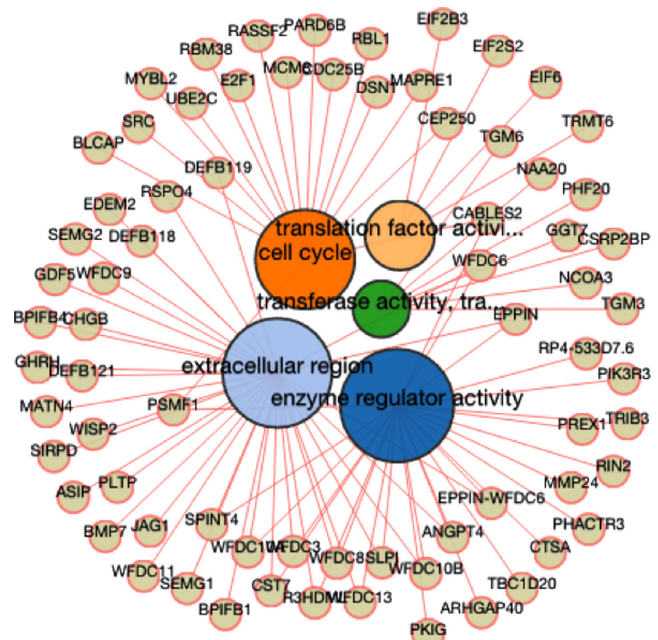 EIF2B3
PARD6B
RASSF2
RBL1
EIF2S2
RBM38
MCM8
CDC25B
MYBL2
E2F1
DSN1
MAPRE1
EIF6
UBE2C
SRC
CEP250
TRMT6
BLCAP
TGM6
DEFB119
NAA20
RSPO4
PHF20
EDEM2
CABLES2
SEMG2
DEFB118
translation factor activi...
GGT7
CSRP2BP
cell cycle
WFDC6
GDF5
WFDC9
NCOA3
transferase activity, tra...
TGM3
BPIFB4
CHGB
EPPIN
RP4-533D7.6
GHRH
DEFB121
extracellular region
PIK3R3
enzyme regulator activity
MATN4
PSMF1
WISP2
PREX1
TRIB3
SIRPD
RIN2
ASIP
PLTP
MMP24
EPPIN-WFDC6
BMP7
JAG1
SPINT4
ANGPT4
PHACTR3
WFDC3
WFDC8
SLPI
CTSA
WFDC11
WFDC10B
SEMG1
CST7
TBC1D20
BPIFB1
R3HDML
WFDC13
ARHGAP40
PKIG